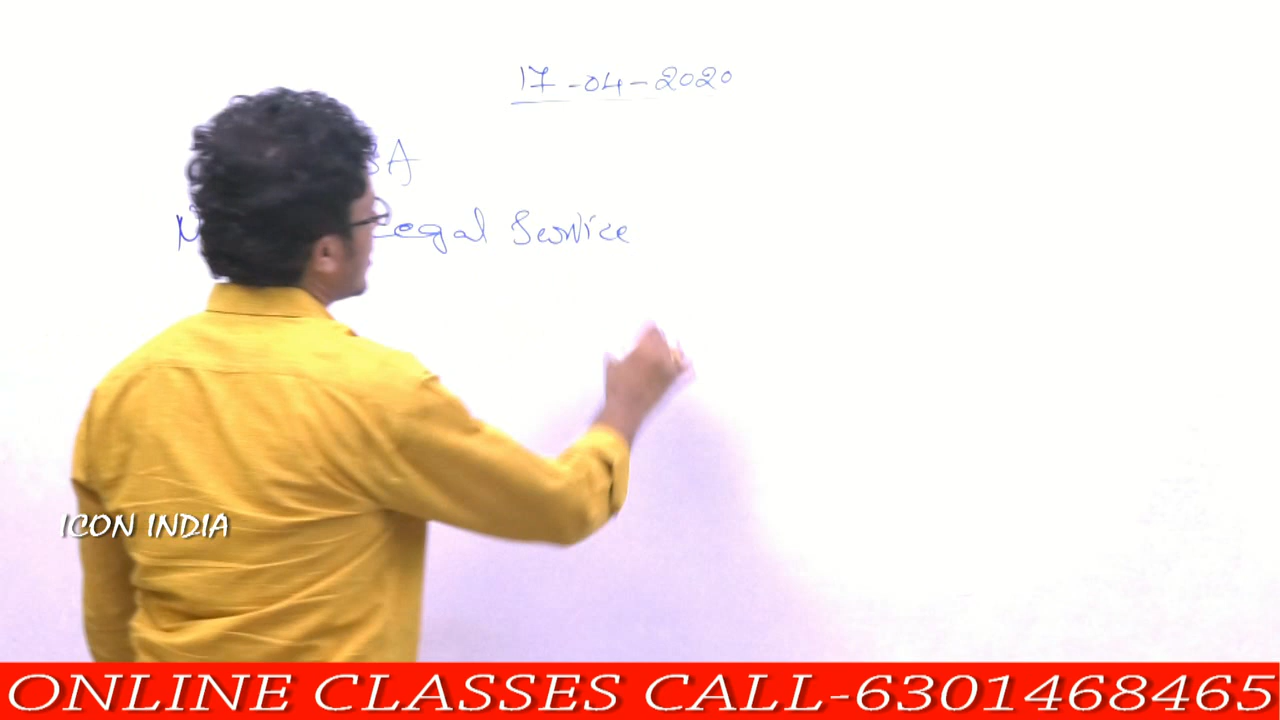 17-04-2020
Legal Service
ICON INDIA
ONLINE CLASSES CALL-6301468465